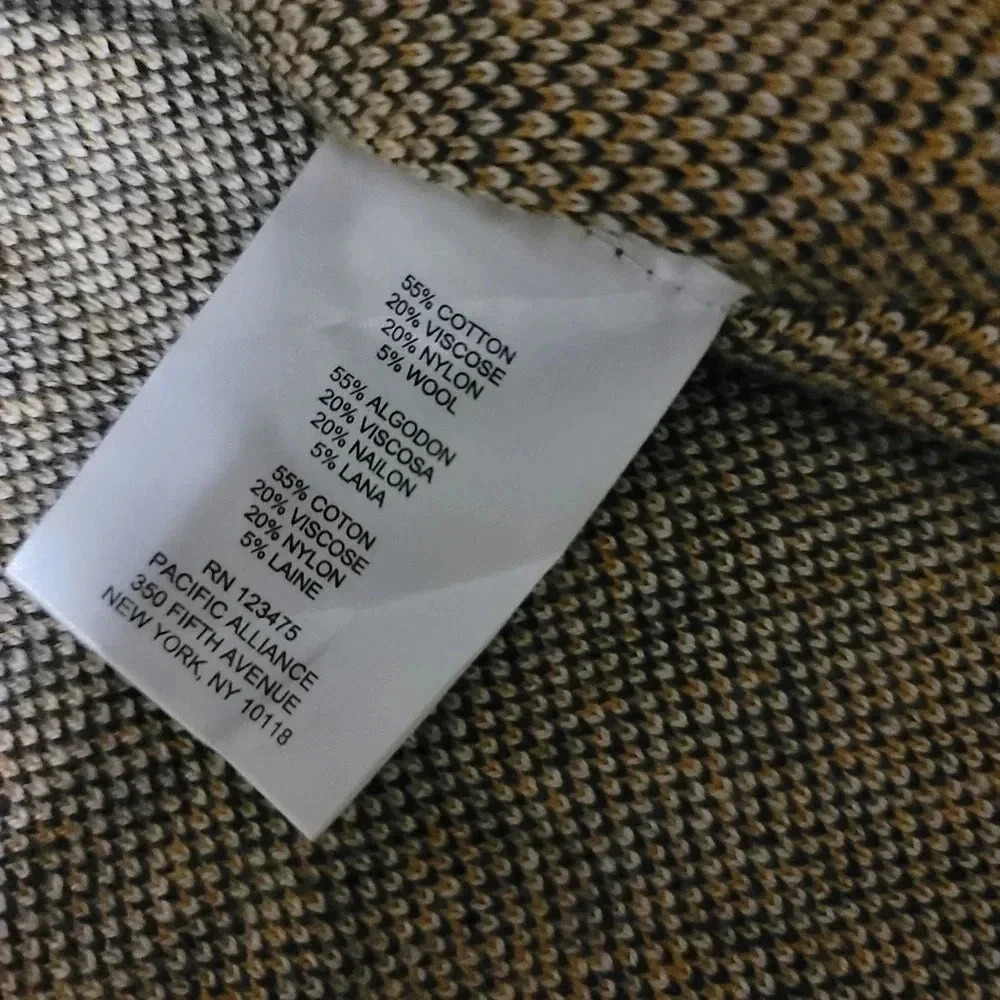 55% COTTON
20% VISCOSE
20% NYLON
5% WOOL
55% ALGODON
20% VISCOSA
20% NAILON
5% LANA
55% COTON
20% VISCOSE
20% NYLON
5% LAINE
RN 123475
PACIFIC ALLIANCE
350 FIFTH AVENUE
NEW YORK, NY 10118